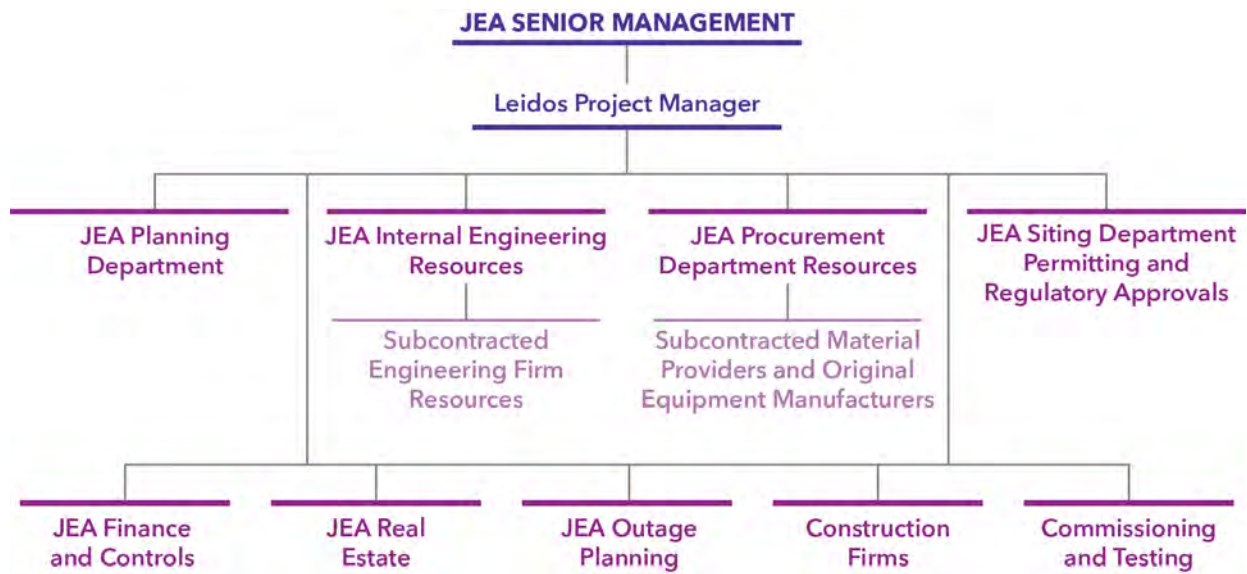 JEA SENIOR MANAGEMENT
Leidos Project Manager
JEA Planning
Department
JEA Internal Engineering
Resources
JEA Procurement
Department Resources
JEA Siting Department
Permitting and
Regulatory Approvals
Subcontracted
Engineering Firm
Resources
Subcontracted Material
Providers and Original
Equipment Manufacturers
JEA Finance
and Controls
JEA Real
Estate
JEA Outage
Planning
Construction
Firms
Commissioning
and Testing